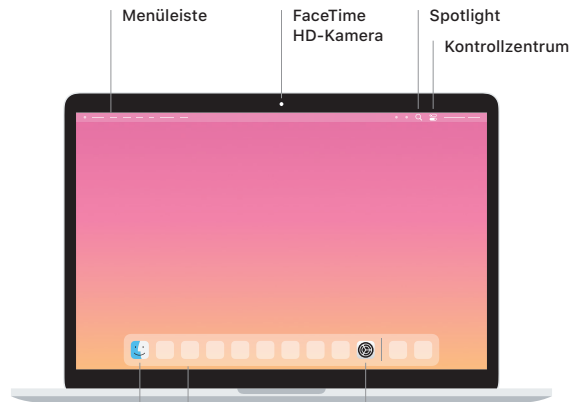 Menüleiste
FaceTime
HD-Kamera
Spotlight
Kontrollzentrum